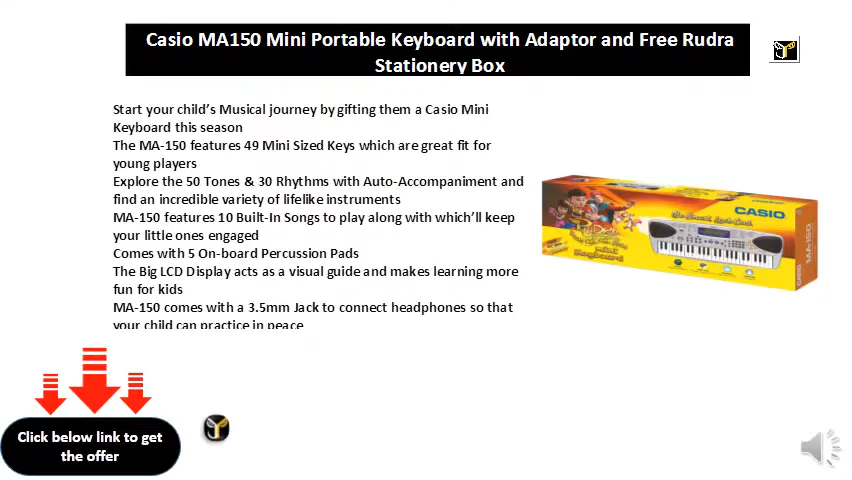 Casio MA150 Mini Portable Keyboard with Adaptor and Free Rudra
Stationery Box
Start your child's Musical journey by gifting them a Casio Mini
Keyboard this season
The MA-150 features 49 Mini Sized Keys which are great fit for
young players
Explore the 50 Tones & 30 Rhythms with Auto-Accompaniment and
find an incredible variety of lifelike instruments
MA-150 features 10 Built-In Songs to play along with which'll keep
your little ones engaged
Comes with 5 On-board Percussion Pads
The Big LCD Display acts as a visual guide and makes learning more
fun for kids
MA-150 comes with a 3.5mm Jack to connect headphones so that
your child can practice in peace
CASIO
MA-150
Click below link to get
the offer